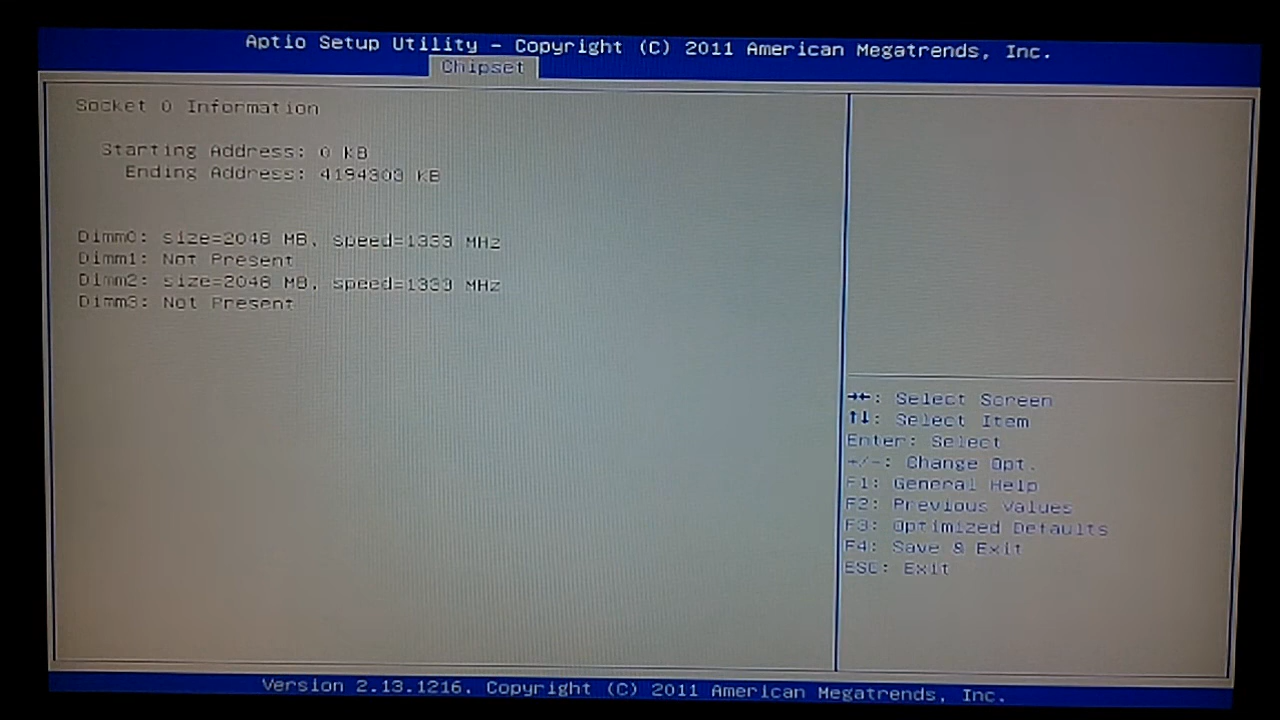 Aptio Setup Utility – Copyright (C) 2011 American Megatrends, Inc.
Chipset
Socket 0 Information
Starting Address: 0 KB
Ending Address: 4194303 KB
Dimm0: size=2048 MB, speed=1333 MHz
Dimm1: Not Present
Dimm2: size=2048 MB, speed=1333 MHz
Dimm3: Not Present
→←: Select Screen
↑↓: Select Item
Enter: Select
+/-: Change Opt.
F1: General Help
F2: Previous Values
F3: Optimized Defaults
F4: Save & Exit
ESC: Exit
Version 2.13.1216. Copyright (C) 2011 American Megatrends, Inc.